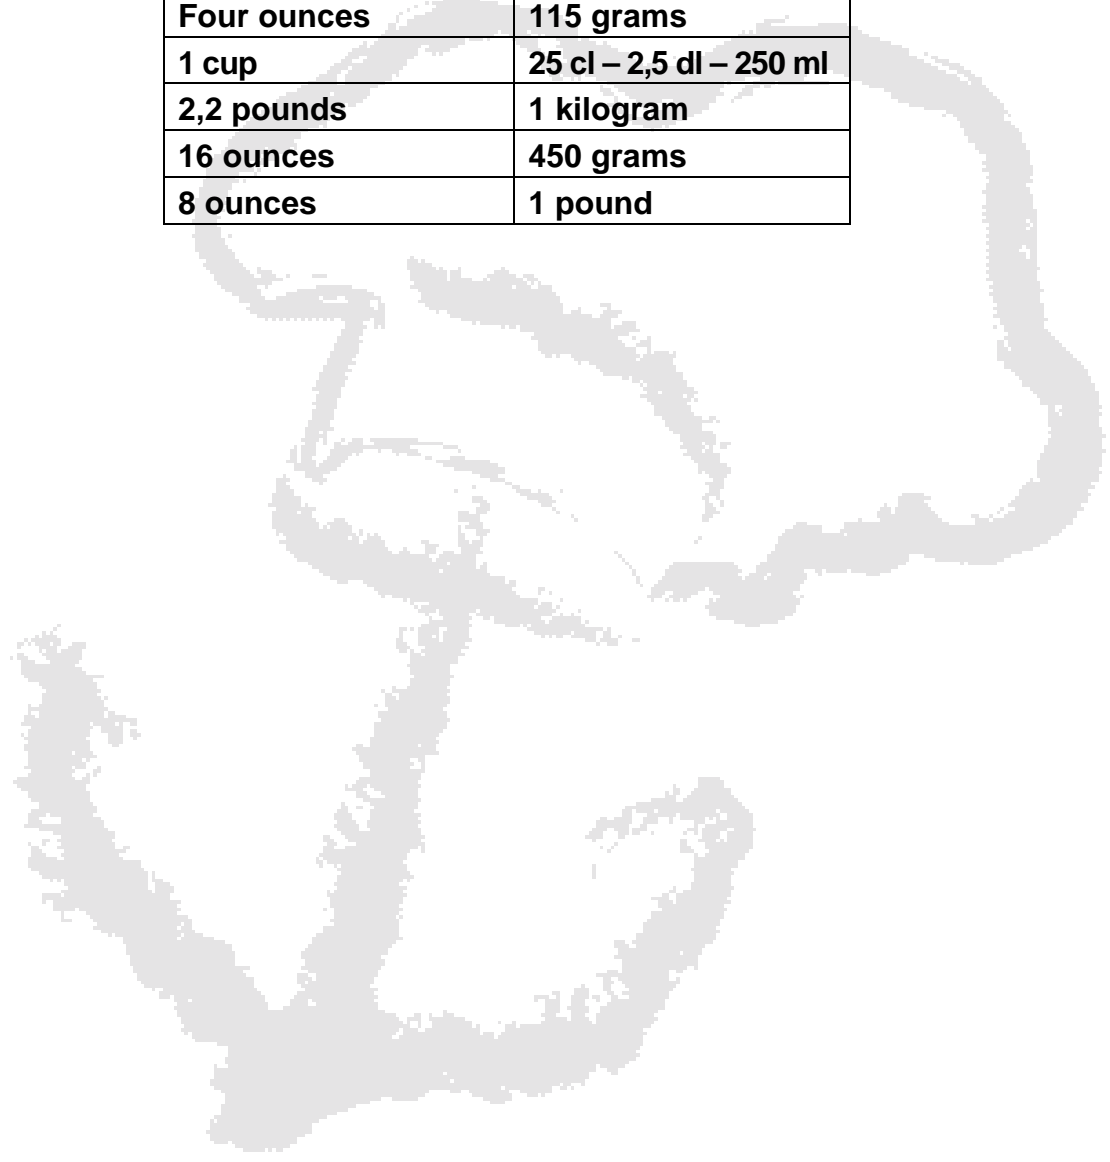 Four ounces 115 grams
1 cup 25 cl – 2,5 dl – 250 ml
2,2 pounds 1 kilogram
16 ounces 450 grams
8 ounces 1 pound